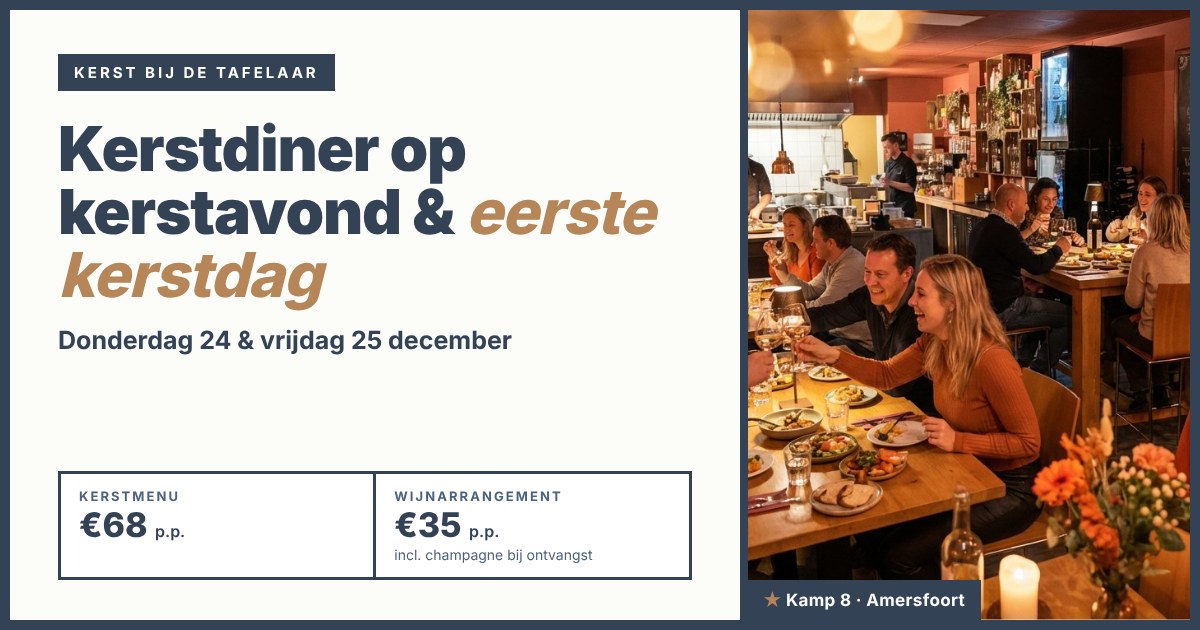 KERST BIJ DE TAFELAAR
Kerstdiner op
kerstavond & eerste
kerstdag
Donderdag 24 & vrijdag 25 december
KERSTMENU
€68 p.p.
WIJNARRANGEMENT
€35 p.p.
incl. champagne bij ontvangst
★ Kamp 8 · Amersfoort